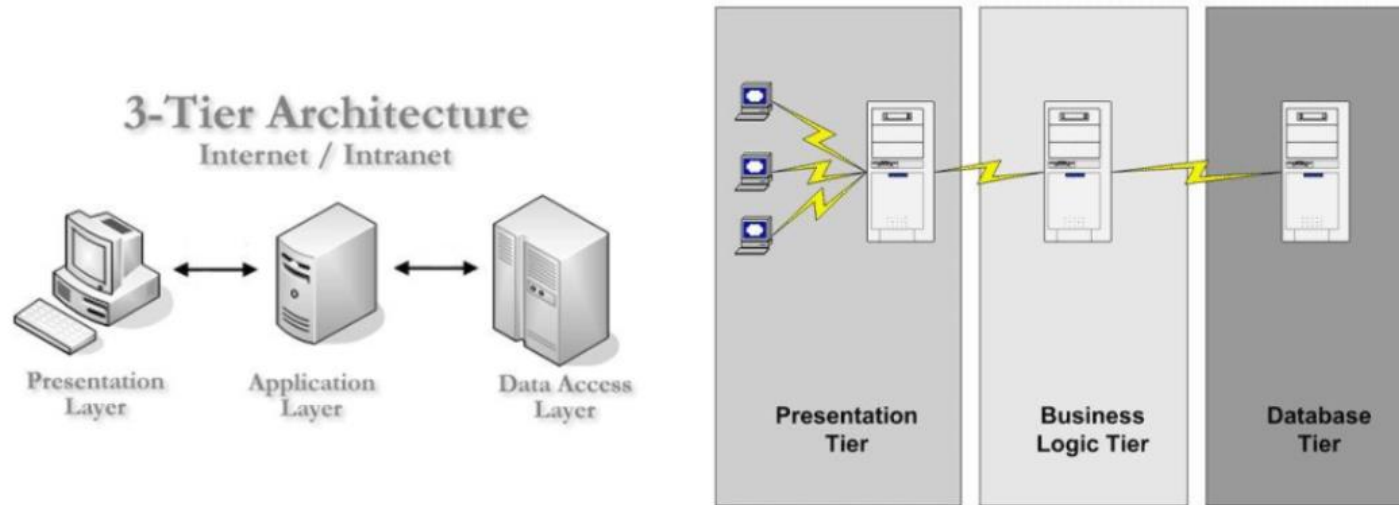 3-Tier Architecture
Internet / Intranet
Presentation
Layer
Application
Layer
Data Access
Layer
Presentation
Tier
Business
Logic Tier
Database
Tier